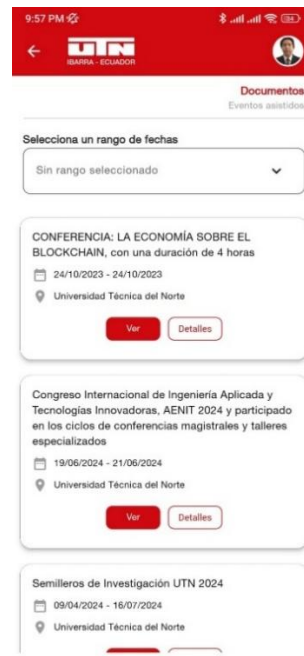 9:57 PM
UTN
IBARRA - ECUADOR
Documentos
Eventos asistidos
Selecciona un rango de fechas
Sin rango seleccionado
CONFERENCIA: LA ECONOMÍA SOBRE EL
BLOCKCHAIN, con una duración de 4 horas
24/10/2023 - 24/10/2023
Universidad Técnica del Norte
Ver
Detalles
Congreso Internacional de Ingeniería Aplicada y
Tecnologías Innovadoras, AENIT 2024 y participado
en los ciclos de conferencias magistrales y talleres
especializados
19/06/2024 - 21/06/2024
Universidad Técnica del Norte
Ver
Detalles
Semilleros de Investigación UTN 2024
09/04/2024 - 16/07/2024
Universidad Técnica del Norte